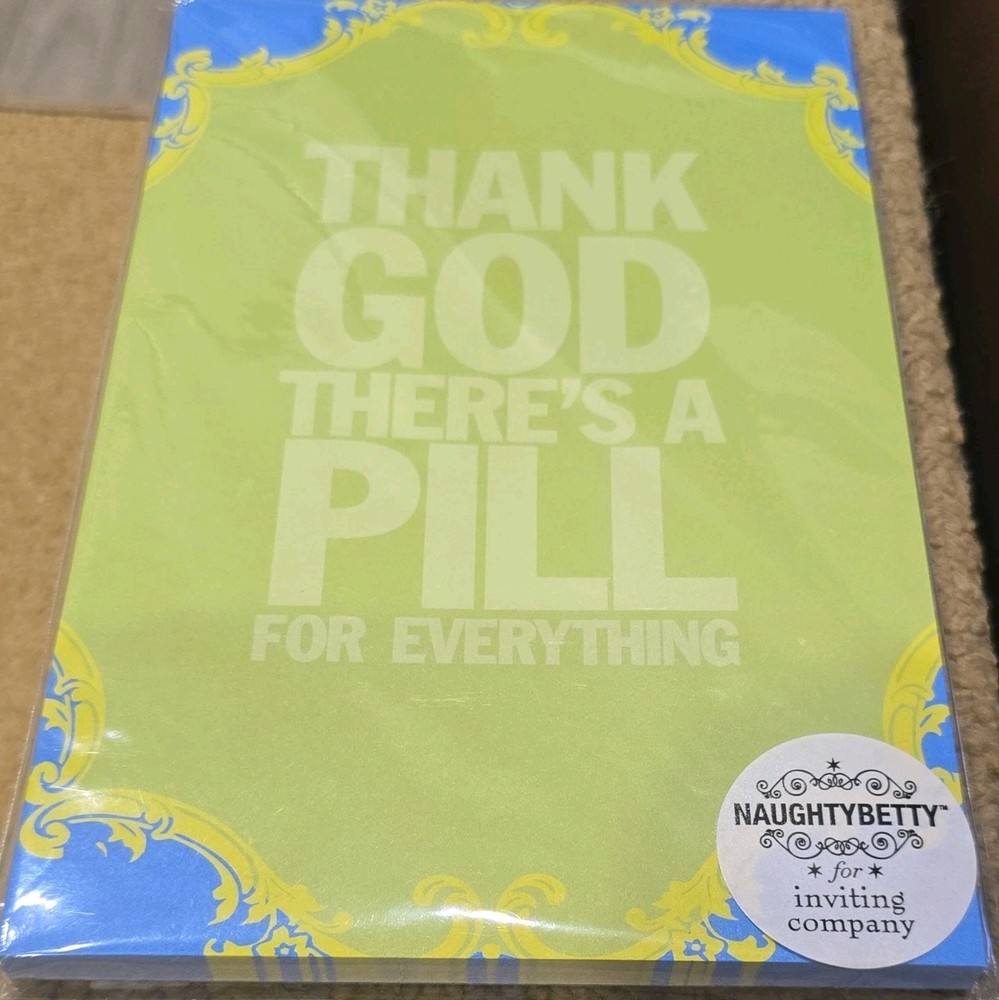 THANK
GOD
THERE'S A
PILL
FOR EVERYTHING
NAUGHTYBETTY™
for
inviting
company